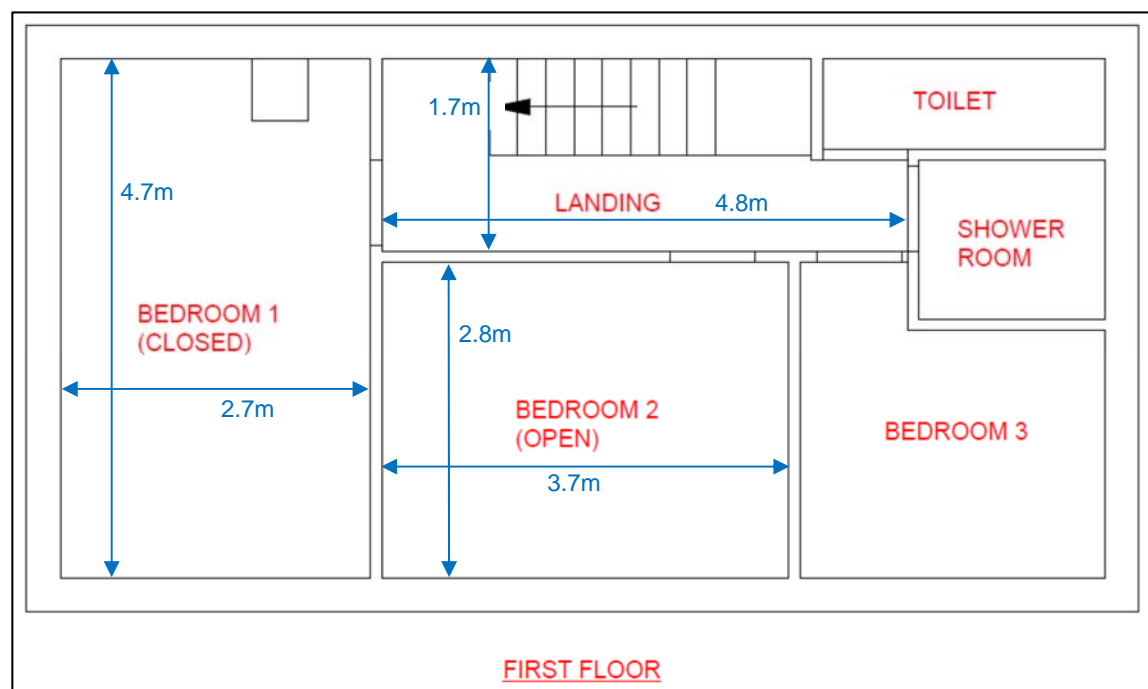 TOILET
1.7m
4.7m
LANDING
4.8m
SHOWER
ROOM
BEDROOM 1
(CLOSED)
2.8m
2.7m
BEDROOM 2
(OPEN)
BEDROOM 3
3.7m
FIRST FLOOR